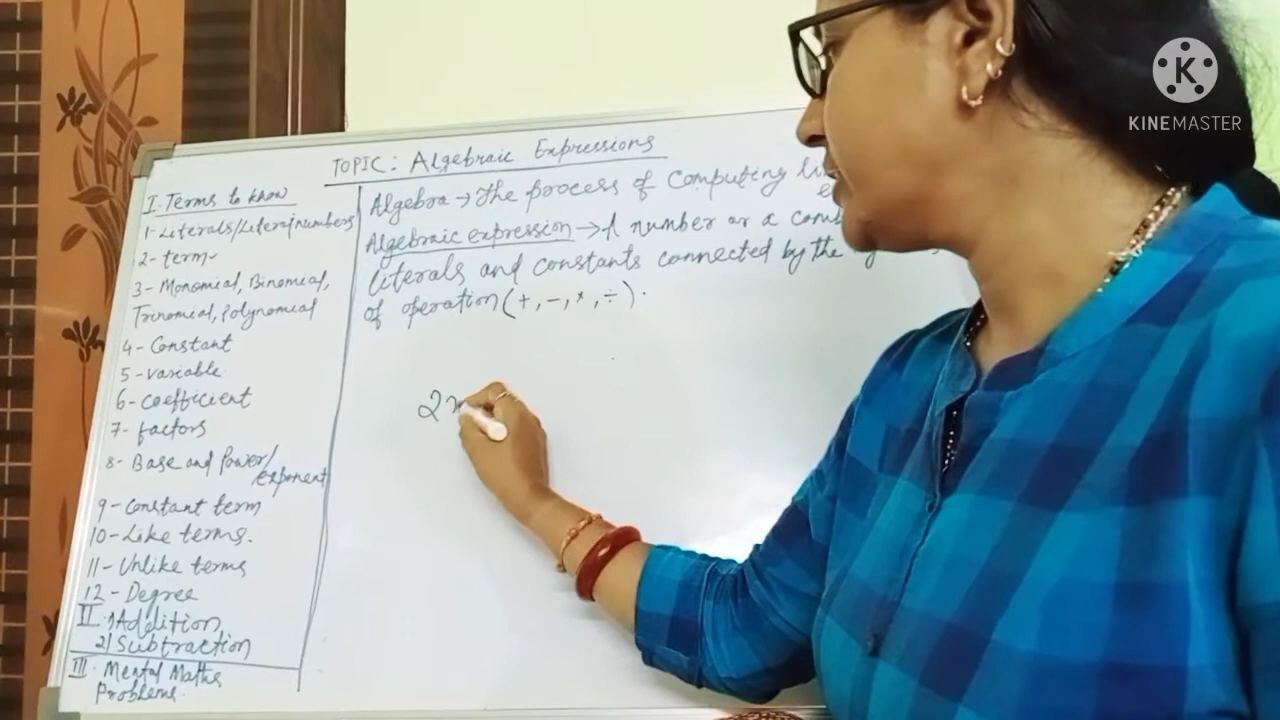 TOPIC: Algebraic Expressions
I. Terms to know
1-Literals/Literal numbers
2- term
3- Monomial, Binomial,
Trinomial, Polynomial
4- Constant
5- variable
6- coefficient
7- factors
8- Base and Power/
exponent
9- Constant term
10- Like terms.
11- Unlike terms
12- Degree
II. 1) Addition
2) Subtraction
III. Mental Maths
Problems.
Algebra → The process of computing
Algebraic expression → A number or a
literals and constants connected by the
of operation (+, -, ×, ÷).
2x
K
KINEMASTER